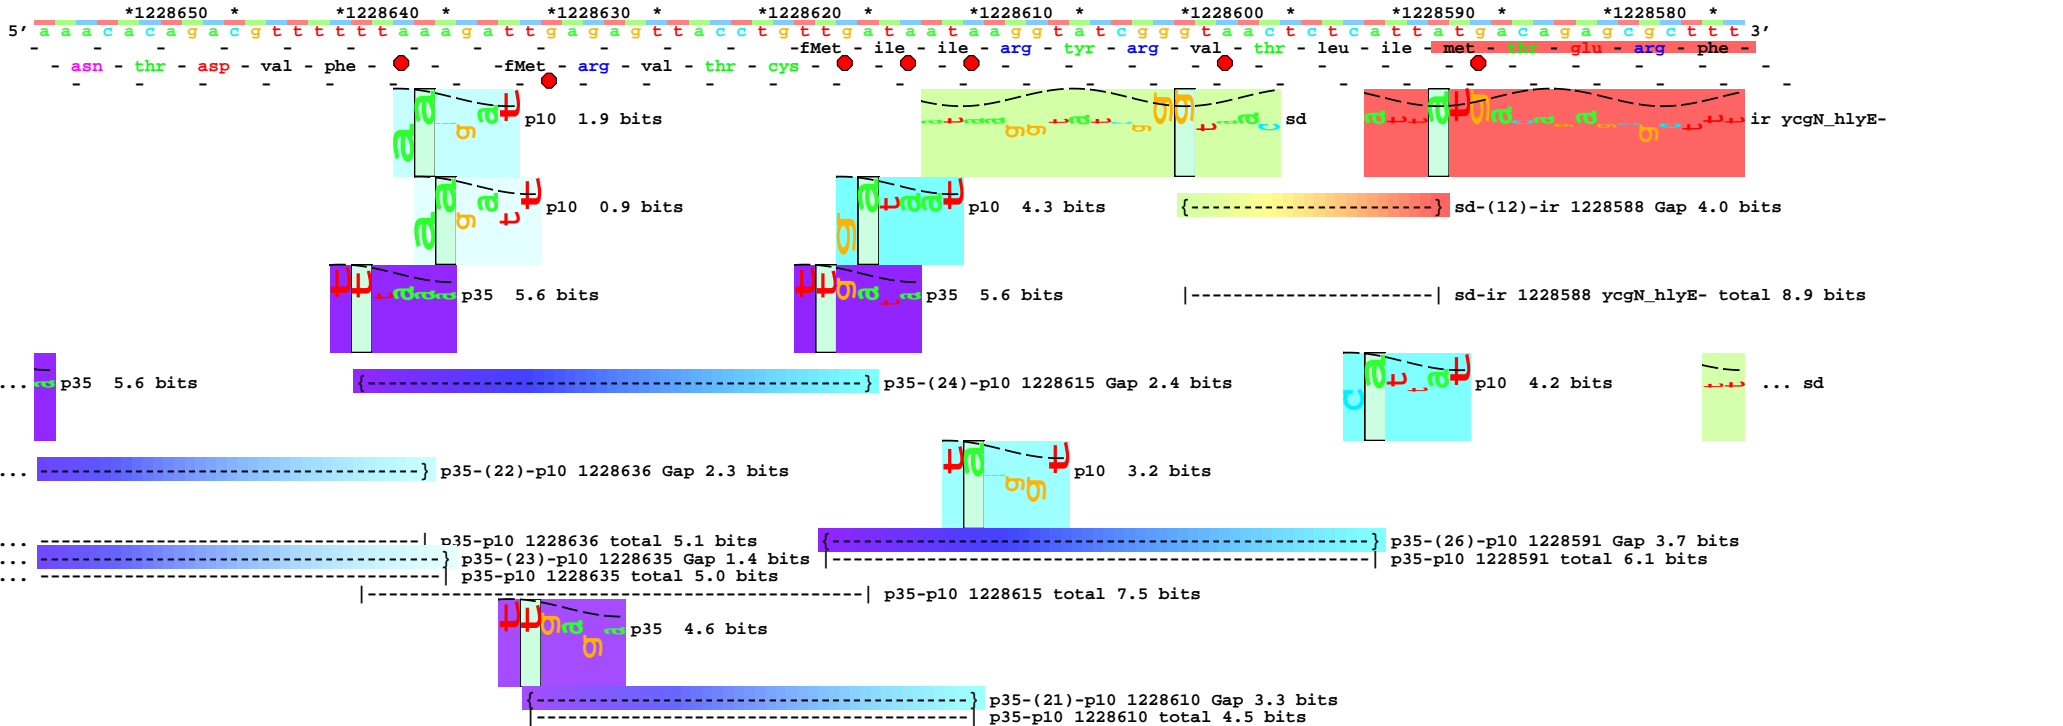 *1228650 * *1228640 * *1228630 * *1228620 * *1228610 * *1228600 * *1228590 * *1228580 *
5' a a a c a c a g a c g t t t t t t a a a g a t t g a g a g t t a c c t g t t g a t a a t a a g g t a t c g g g t a a c t c t c a t t a t g a c a g a g c g c t t t 3'
- - - - - - - - - - - -fMet - ile - ile - arg - tyr - arg - val - thr - leu - ile - met - thr - glu - arg - phe -
- asn - thr - asp - val - phe - - -fMet - arg - val - thr - cys - - - - - - - - - - - - - - -
p10 1.9 bits
sd
ir ycgN_hlyE-
p10 0.9 bits
p10 4.3 bits
{-----------------------} sd-(12)-ir 1228588 Gap 4.0 bits
p35 5.6 bits
p35 5.6 bits
|-----------------------| sd-ir 1228588 ycgN_hlyE- total 8.9 bits
... p35 5.6 bits
{-----------------------------------------------} p35-(24)-p10 1228615 Gap 2.4 bits
p10 4.2 bits
... sd
... ------------------------------------} p35-(22)-p10 1228636 Gap 2.3 bits
p10 3.2 bits
... ------------------------------------| p35-p10 1228636 total 5.1 bits
{---------------------------------------------------} p35-(26)-p10 1228591 Gap 3.7 bits
... --------------------------------------} p35-(23)-p10 1228635 Gap 1.4 bits
|---------------------------------------------------| p35-p10 1228591 total 6.1 bits
... --------------------------------------| p35-p10 1228635 total 5.0 bits
|-----------------------------------------------| p35-p10 1228615 total 7.5 bits
p35 4.6 bits
{-----------------------------------------} p35-(21)-p10 1228610 Gap 3.3 bits
|-----------------------------------------| p35-p10 1228610 total 4.5 bits